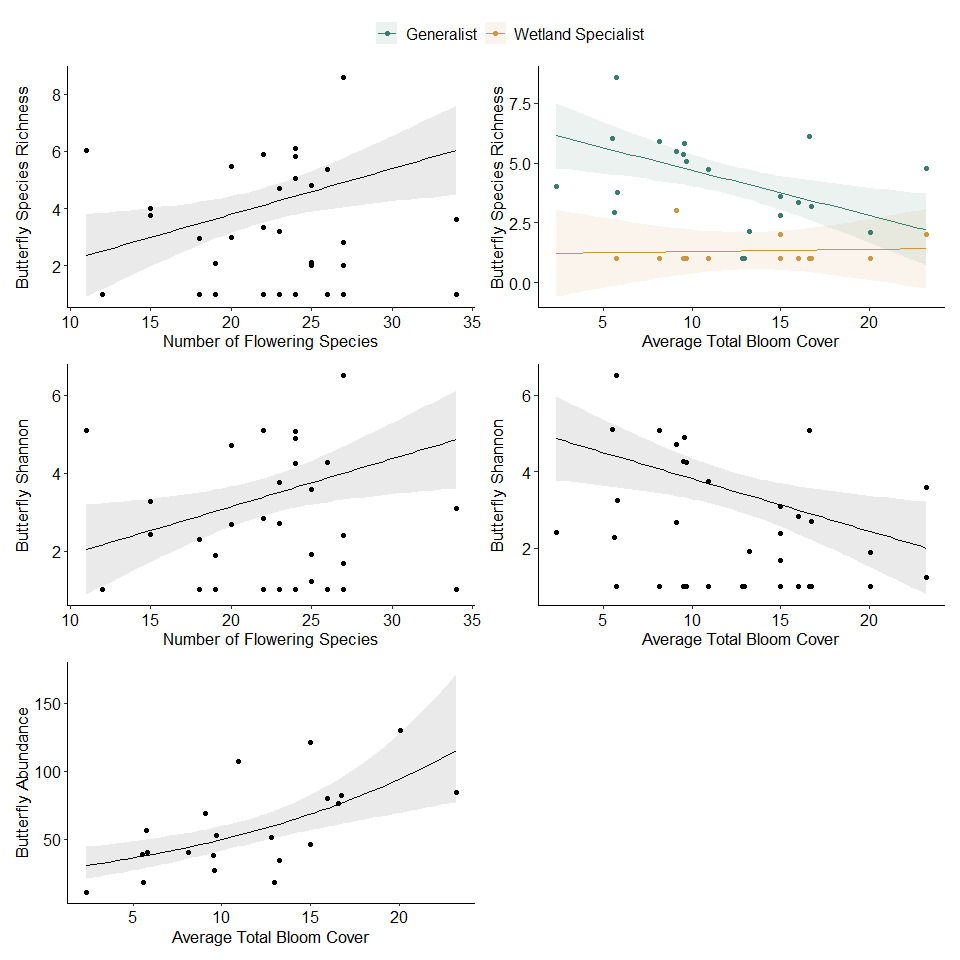 Generalist Wetland Specialist
Butterfly Species Richness
8
6
4
2
10 15 20 25 30 35
Number of Flowering Species
Butterfly Species Richness
7.5
5.0
2.5
0.0
5 10 15 20
Average Total Bloom Cover
Butterfly Shannon
6
4
2
10 15 20 25 30 35
Number of Flowering Species
Butterfly Shannon
6
4
2
5 10 15 20
Average Total Bloom Cover
Butterfly Abundance
150
100
50
5 10 15 20
Average Total Bloom Cover